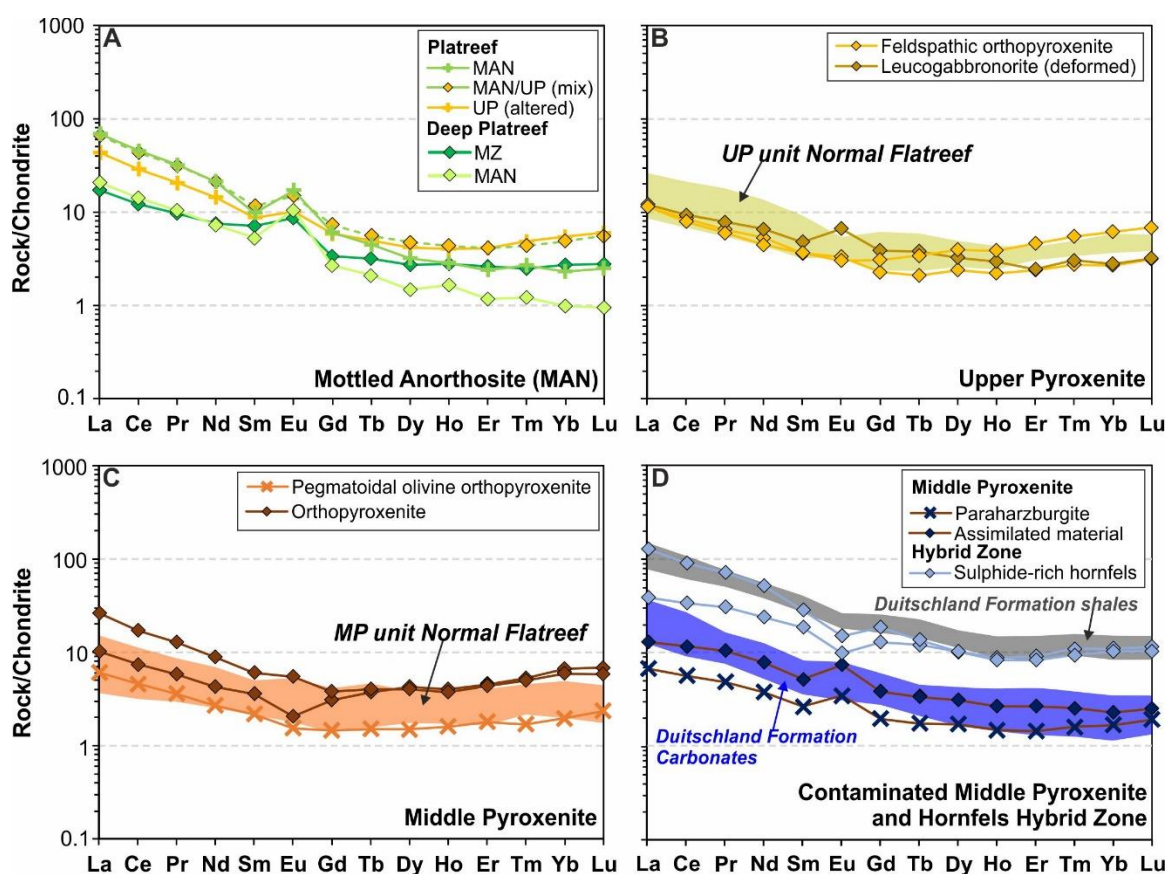 A
1000
100
10
1
0.1
Rock/Chondrite
Platreef
MAN
MAN/UP (mix)
UP (altered)
Deep Platreef
MZ
MAN
Mottled Anorthosite (MAN)
La Ce Pr Nd Sm Eu Gd Tb Dy Ho Er Tm Yb Lu
B
Feldspathic orthopyroxenite
Leucogabbronorite (deformed)
UP unit Normal Flatreef
Upper Pyroxenite
La Ce Pr Nd Sm Eu Gd Tb Dy Ho Er Tm Yb Lu
C
1000
100
10
1
0.1
Rock/Chondrite
Pegmatoidal olivine orthopyroxenite
Orthopyroxenite
MP unit Normal Flatreef
Middle Pyroxenite
La Ce Pr Nd Sm Eu Gd Tb Dy Ho Er Tm Yb Lu
D
Middle Pyroxenite
Paraharzburgite
Assimilated material
Hybrid Zone
Sulphide-rich hornfels
Duitschland Formation shales
Duitschland Formation
Carbonates
Contaminated Middle Pyroxenite
and Hornfels Hybrid Zone
La Ce Pr Nd Sm Eu Gd Tb Dy Ho Er Tm Yb Lu